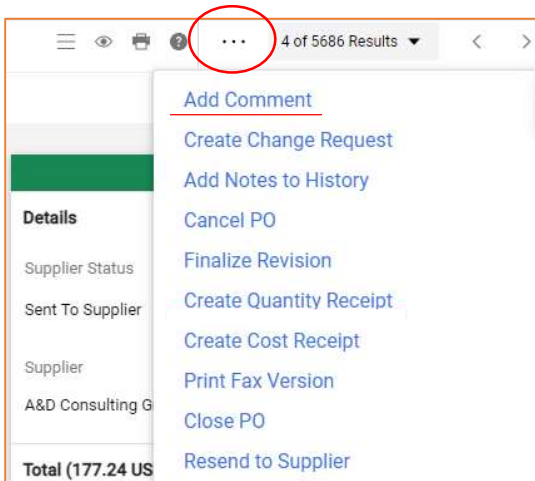 4 of 5686 Results
Add Comment
Create Change Request
Add Notes to History
Cancel PO
Finalize Revision
Create Quantity Receipt
Create Cost Receipt
Print Fax Version
Close PO
Resend to Supplier
Details
Supplier Status
Sent To Supplier
Supplier
A&D Consulting G
Total (177.24 US